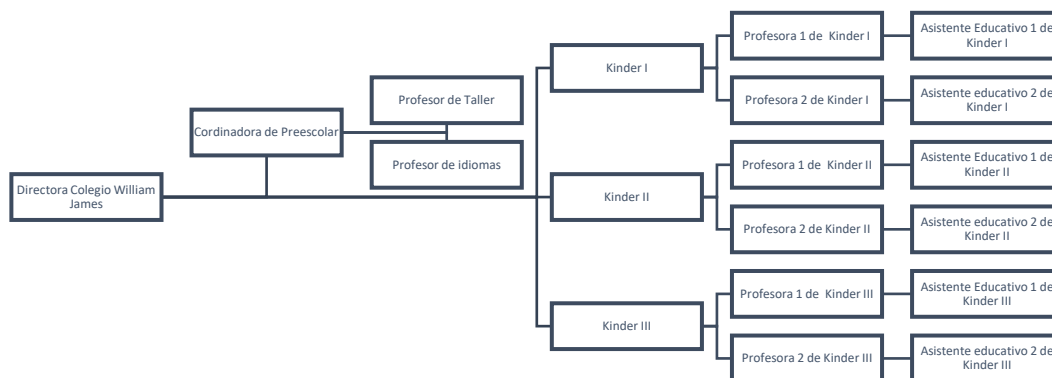 Directora Colegio William
James
Cordinadora de Preescolar
Profesor de Taller
Profesor de idiomas
Kinder I
Profesora 1 de Kinder I
Asistente Educativo 1 de
Kinder I
Profesora 2 de Kinder I
Asistente educativo 2 de
Kinder I
Kinder II
Profesora 1 de Kinder II
Asistente Educativo 1 de
Kinder II
Profesora 2 de Kinder II
Asistente educativo 2 de
Kinder II
Kinder III
Profesora 1 de Kinder III
Asistente Educativo 1 de
Kinder III
Profesora 2 de Kinder III
Asistente educativo 2 de
Kinder III